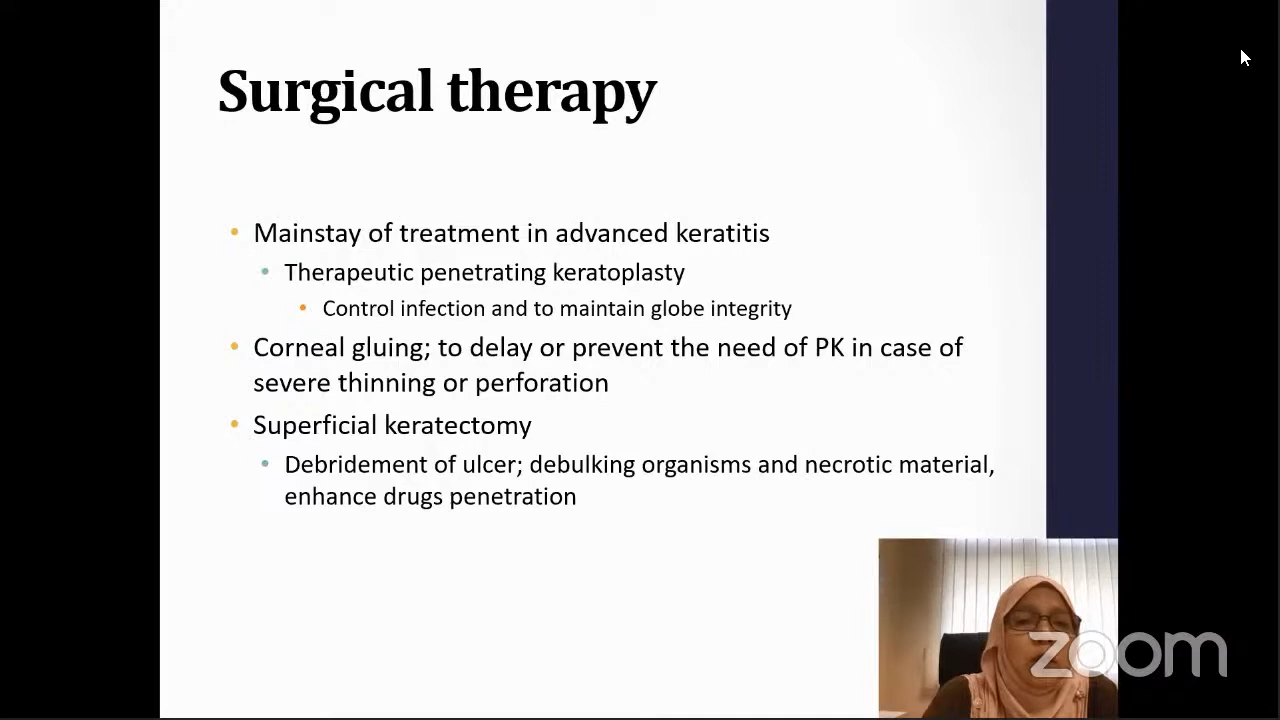 Surgical therapy
• Mainstay of treatment in advanced keratitis
• Therapeutic penetrating keratoplasty
• Control infection and to maintain globe integrity
• Corneal gluing; to delay or prevent the need of PK in case of
severe thinning or perforation
• Superficial keratectomy
• Debridement of ulcer; debulking organisms and necrotic material,
enhance drugs penetration
zoom